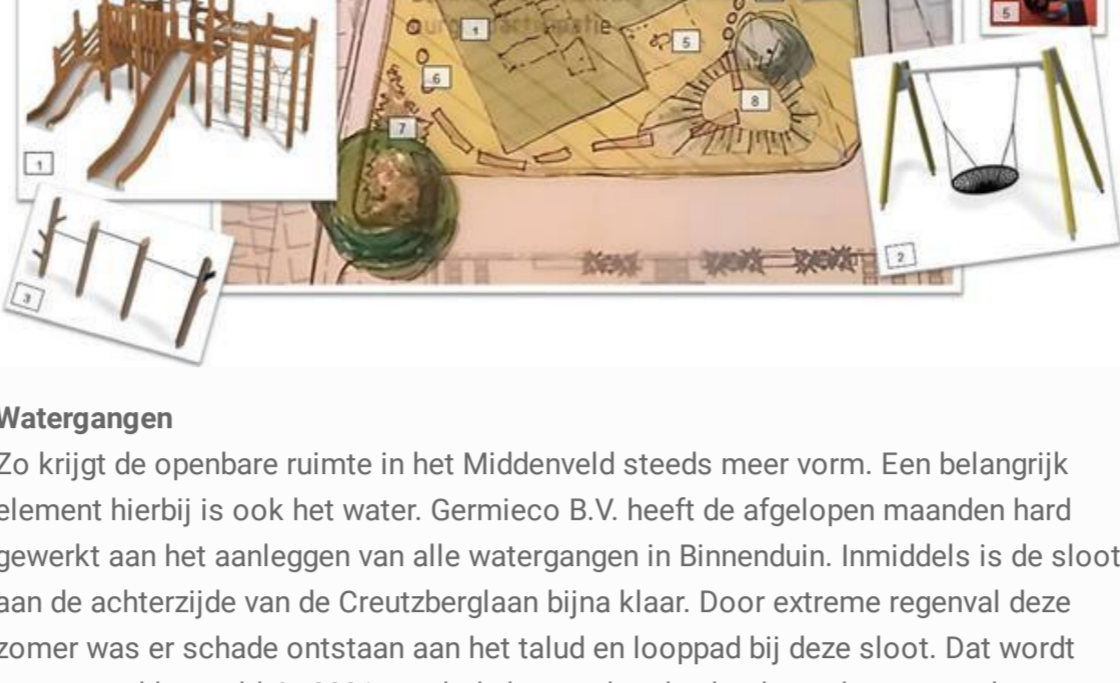 1
5
6
8
7
5
1
2
3
Watergangen
Zo krijgt de openbare ruimte in het Middenveld steeds meer vorm. Een belangrijk
element hierbij is ook het water. Germieco B.V. heeft de afgelopen maanden hard
gewerkt aan het aanleggen van alle watergangen in Binnenduin. Inmiddels is de sloot
aan de achterzijde van de Creutzberglaan bijna klaar. Door extreme regenval deze
zomer was er schade ontstaan aan het talud en looppad bij deze sloot. Dat wordt